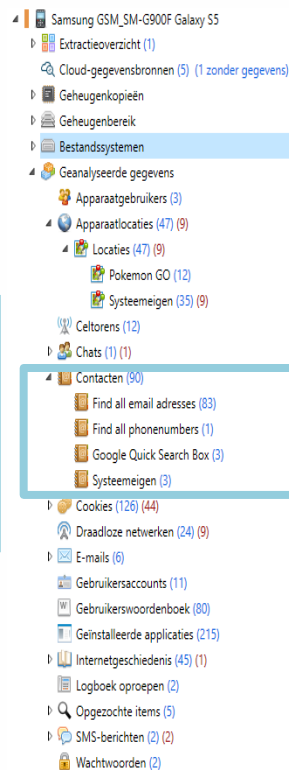 Samsung GSM_SM-G900F Galaxy S5
Extractieoverzicht (1)
Cloud-gegevensbronnen (5) (1 zonder gegevens)
Geheugenkopieën
Geheugenbereik
Bestandssystemen
Geanalyseerde gegevens
Apparaatgebruikers (3)
Apparaatlocaties (47) (9)
Locaties (47) (9)
Pokemon GO (12)
Systeemeigen (35) (9)
Celtorens (12)
Chats (1) (1)
Contacten (90)
Find all email adresses (83)
Find all phonenumbers (1)
Google Quick Search Box (3)
Systeemeigen (3)
Cookies (126) (44)
Draadloze netwerken (24) (9)
E-mails (6)
Gebruikersaccounts (11)
Gebruikerswoordenboek (80)
Geïnstalleerde applicaties (215)
Internetgeschiedenis (45) (1)
Logboek oproepen (2)
Opgezochte items (5)
SMS-berichten (2) (2)
Wachtwoorden (2)